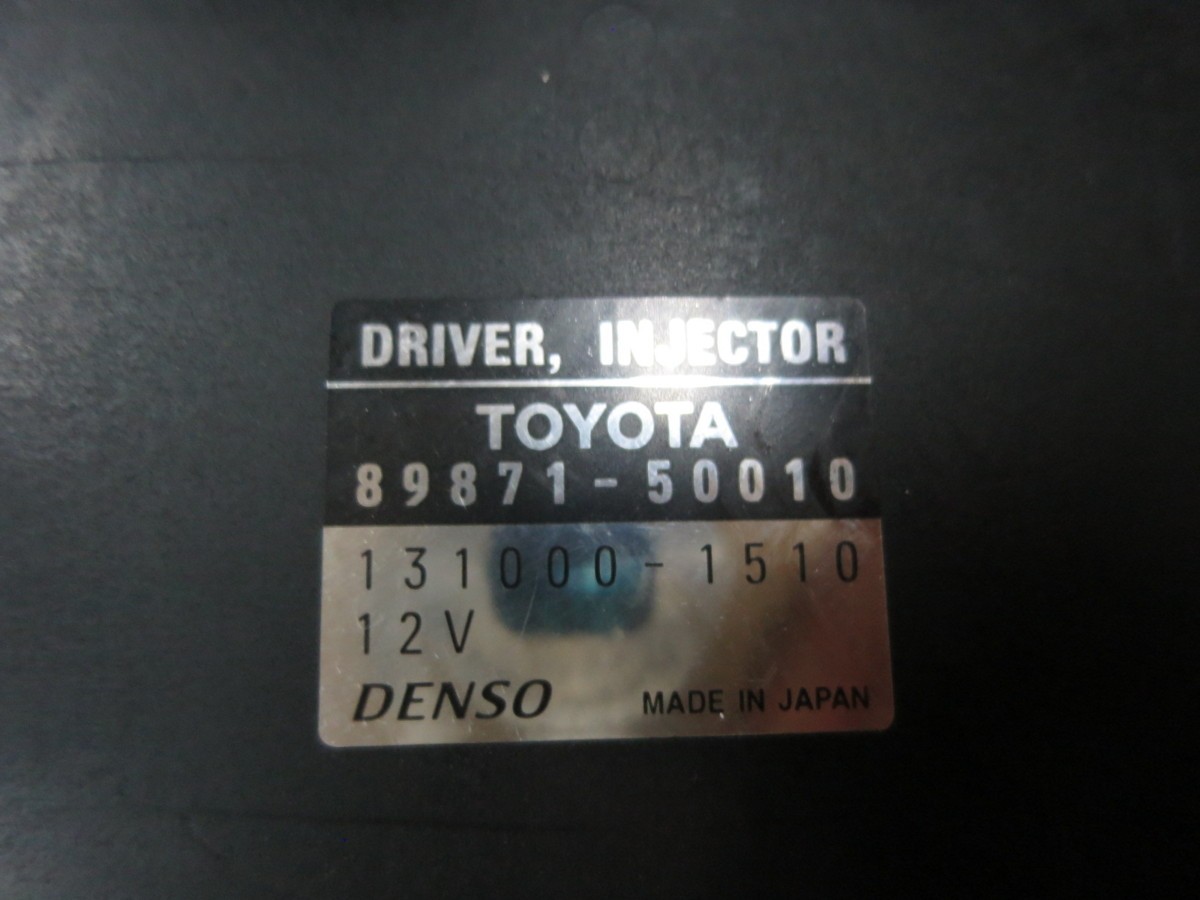 DRIVER, INJECTOR
TOYOTA
89871-50010
131000-1510
12V
DENSO MADE IN JAPAN